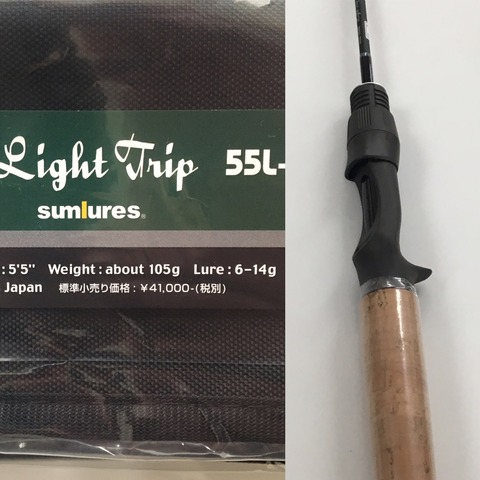 Light Trip 55L-
sumlures®
: 5'5" Weight : about 105g Lure : 6-14g
Japan 標準小売り価格 : ¥41,000-(税別)